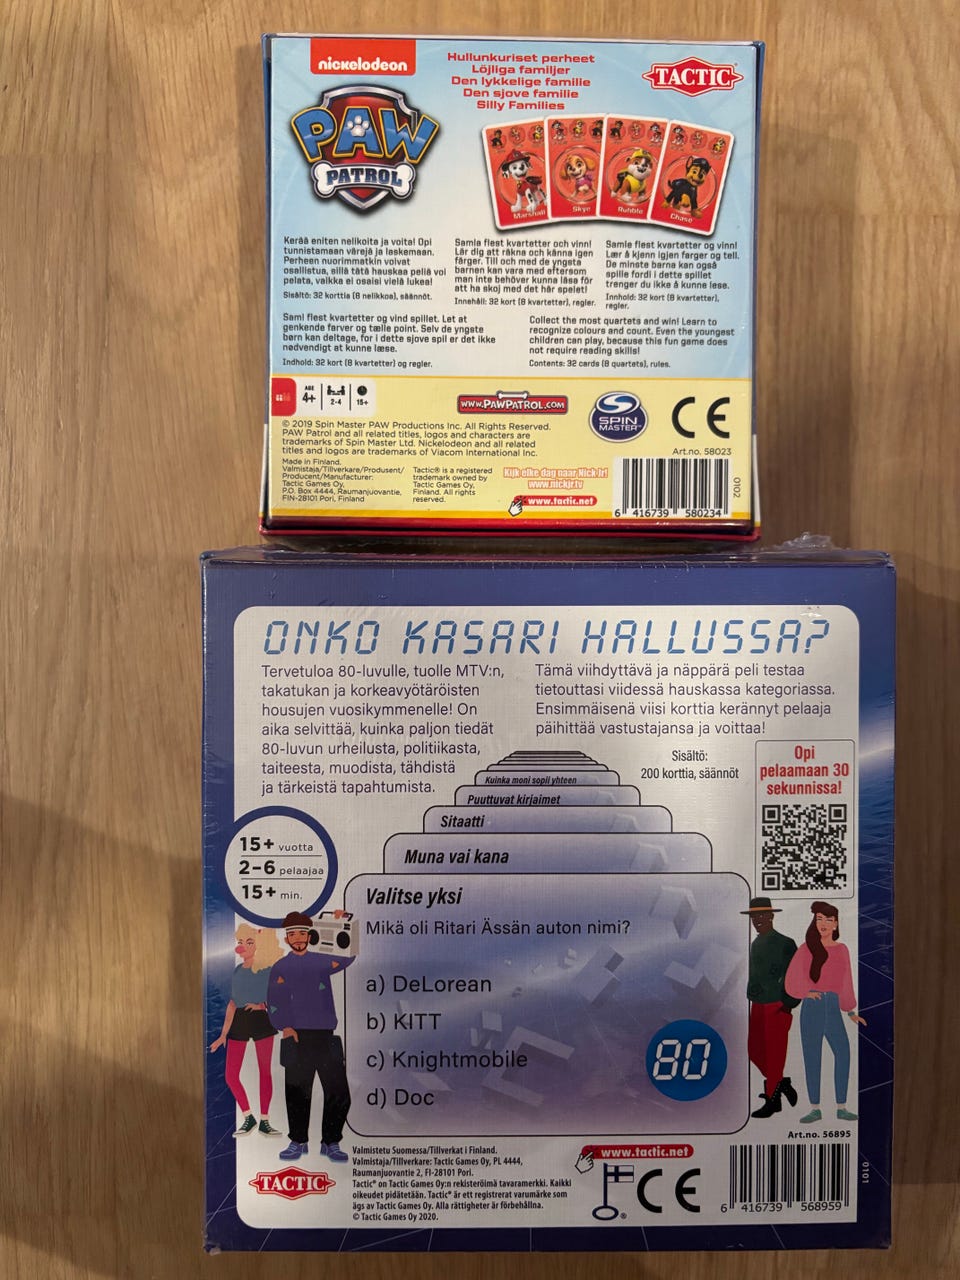 nickelodeon
PAW
PATROL
Hullunkuriset perheet
Löjliga familjer
Den lykkelige familie
Den sjove familie
Silly Families
TACTIC
Marshall
Skye
Rubble
Chase
Kerää eniten nelikoita ja voita! Opi
tunnistamaan värejä ja laskemaan.
Perheen nuorimmatkin voivat
osallistua, sillä tätä hauskaa peliä voi
pelata, vaikka ei osaisi vielä lukea!
Sisältö: 32 korttia (8 nelikkoa), säännöt.
Samla flest kvartetter och vinn!
Lär dig att räkna och känna igen
färger. Till och med de yngsta
barnen kan vara med eftersom
man inte behöver kunna läsa för
att ha skoj med det här spelet!
Innehåll: 32 kort (8 kvartetter), regler.
Samle flest kvartetter og vinn!
Lær å kjenn igjen farger og tell.
De minste barna kan også
spille fordi i dette spillet
trenger du ikke å kunne lese.
Innhold: 32 kort (8 kvartetter),
regler.
Saml flest kvartetter og vind spillet. Let at
genkende farver og tælle point. Selv de yngste
børn kan deltage, for i dette sjove spil er det ikke
nødvendigt at kunne læse.
Indhold: 32 kort (8 kvartetter) og regler.
Collect the most quartets and win! Learn to
recognize colours and count. Even the youngest
children can play, because this fun game does
not require reading skills!
Contents: 32 cards (8 quartets), rules.
AGE
4+
2-4
15+
www.PAWPATROL.COM
SPIN
MASTER™
CE
© 2019 Spin Master PAW Productions Inc. All Rights Reserved.
PAW Patrol and all related titles, logos and characters are
trademarks of Spin Master Ltd. Nickelodeon and all related
titles and logos are trademarks of Viacom International Inc.
Art.no. 58023
Made in Finland.
Valmistaja/Tillverkare/Produsent/
Producent/Manufacturer:
Tactic Games Oy,
P.O. Box 4444, Raumanjuovantie,
FIN-28101 Pori, Finland
Tactic® is a registered
trademark owned by
Tactic Games Oy,
Finland. All rights
reserved.
Kijk elke dag naar Nick Jr!
www.nickjr.tv
www.tactic.net
6 416739 580234
0102
ONKO KASARI HALLUSSA?
Tervetuloa 80-luvulle, tuolle MTV:n,
takatukan ja korkeavyötäröisten
housujen vuosikymmenelle! On
aika selvittää, kuinka paljon tiedät
80-luvun urheilusta, politiikasta,
taiteesta, muodista, tähdistä
ja tärkeistä tapahtumista.
Tämä viihdyttävä ja näppärä peli testaa
tietouttasi viidessä hauskassa kategoriassa.
Ensimmäisenä viisi korttia kerännyt pelaaja
päihittää vastustajansa ja voittaa!
Sisältö:
200 korttia, säännöt
Opi
pelaamaan 30
sekunnissa!
15+ vuotta
2-6 pelaajaa
15+ min.
Kuinka moni sopii yhteen
Puuttuvat kirjaimet
Sitaatti
Muna vai kana
Valitse yksi
Mikä oli Ritari Ässän auton nimi?
a) DeLorean
b) KITT
c) Knightmobile
d) Doc
80
Art.no. 56895
TACTIC
Valmistettu Suomessa/Tillverkat i Finland.
Valmistaja/Tillverkare: Tactic Games Oy, PL 4444,
Raumanjuovantie 2, FI-28101 Pori.
Tactic® on Tactic Games Oy:n rekisteröimä tavaramerkki. Kaikki
oikeudet pidätetään. Tactic® är ett registrerat varumärke som
ägs av Tactic Games Oy. Alla rättigheter är förbehållna.
© Tactic Games Oy 2020.
www.tactic.net
®
CE
6 416739 568959
0101